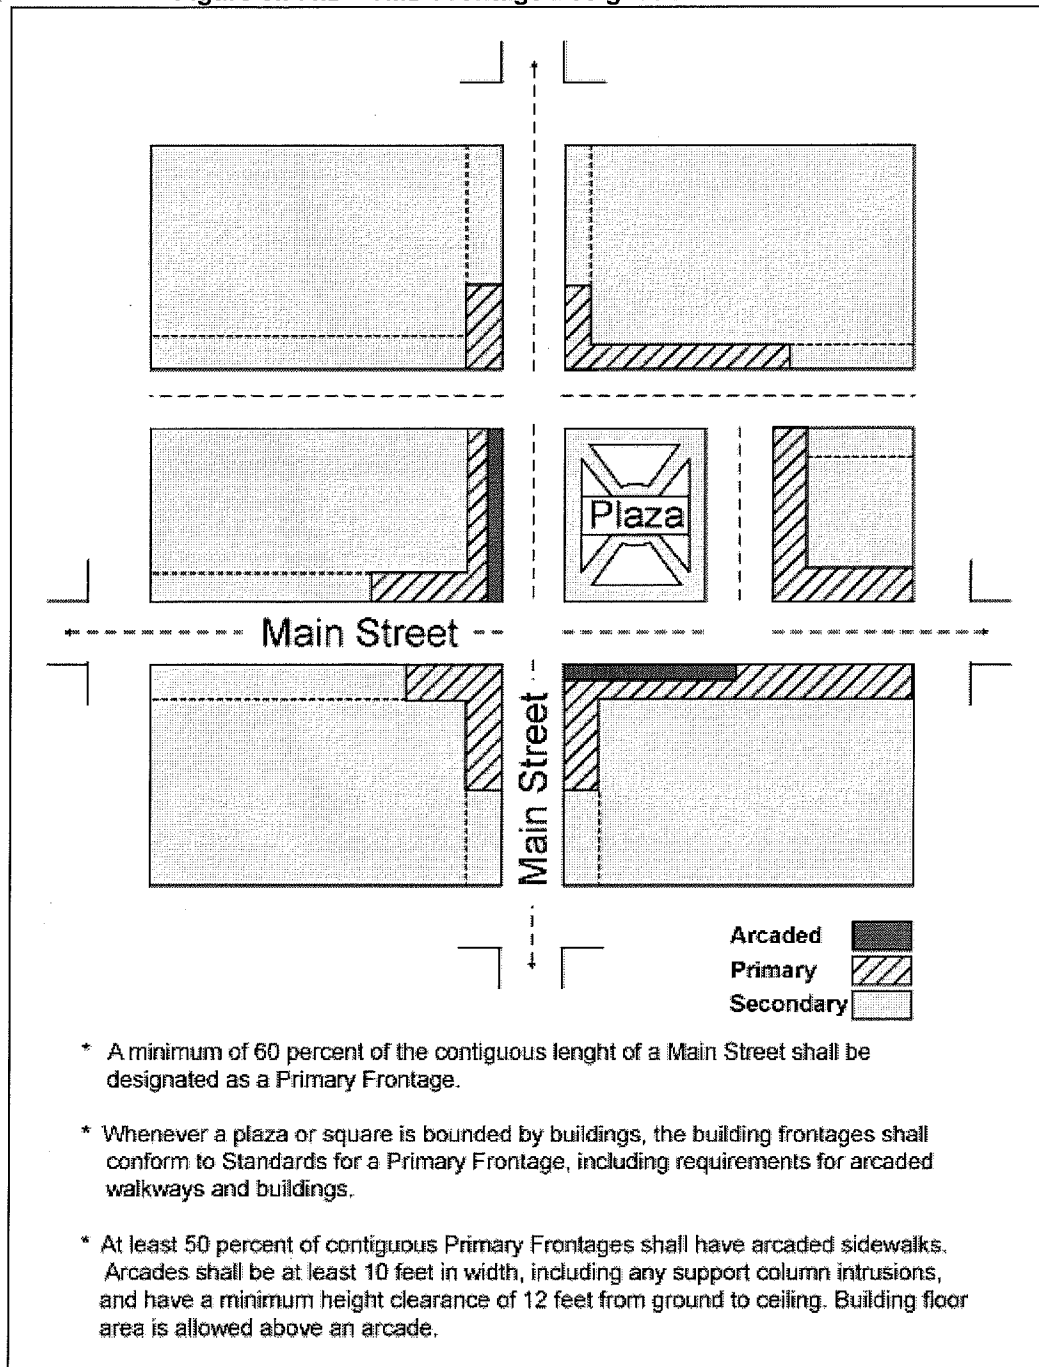 Plaza
Main Street
Main Street
Arcaded
Primary
Secondary
* A minimum of 60 percent of the contiguous lenght of a Main Street shall be
designated as a Primary Frontage.
* Whenever a plaza or square is bounded by buildings, the building frontages shall
conform to Standards for a Primary Frontage, including requirements for arcaded
walkways and buildings.
* At least 50 percent of contiguous Primary Frontages shall have arcaded sidewalks.
Arcades shall be at least 10 feet in width, including any support column intrusions,
and have a minimum height clearance of 12 feet from ground to ceiling. Building floor
area is allowed above an arcade.